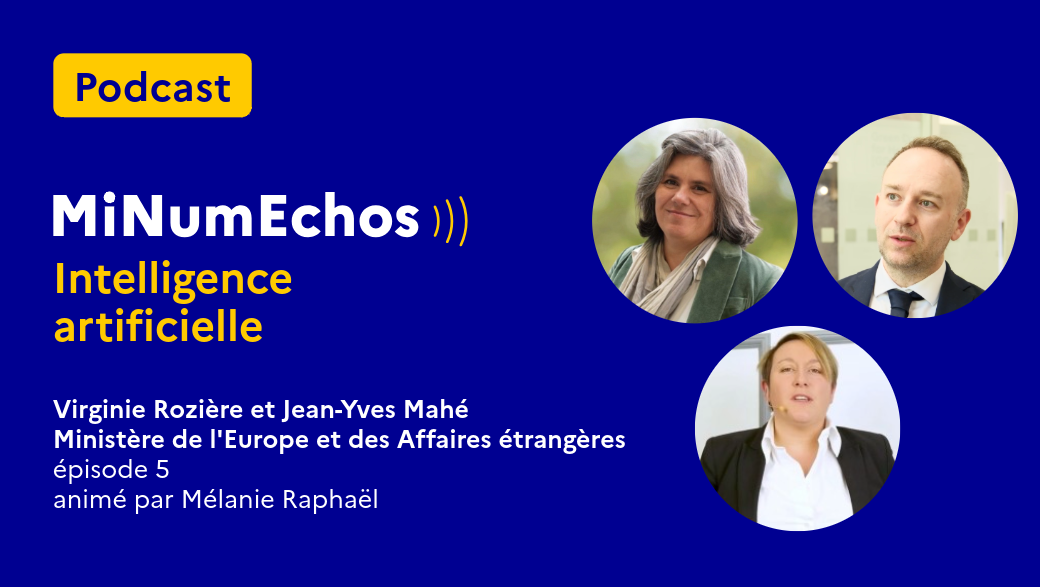 Podcast
MiNumEchos
Intelligence
artificielle
Virginie Rozière et Jean-Yves Mahé
Ministère de l'Europe et des Affaires étrangères
épisode 5
animé par Mélanie Raphaël